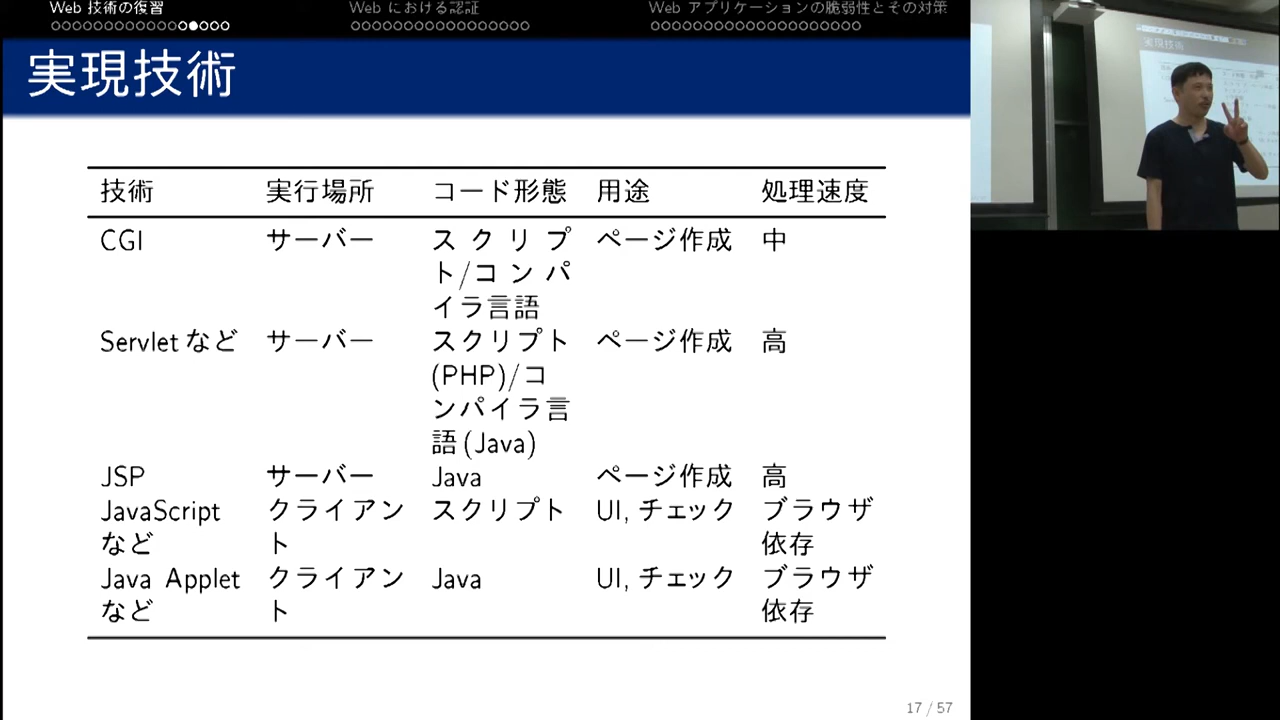 Web 技術の復習 Web における認証 Web アプリケーションの脆弱性とその対策
実現技術
技術 実行場所 コード形態 用途 処理速度
CGI サーバー スクリプ ページ作成 中
ト/コンパ
イラ言語
Servlet など サーバー スクリプト ページ作成 高
(PHP)/コ
ンパイラ言
語 (Java)
JSP サーバー Java ページ作成 高
JavaScript クライアン スクリプト UI, チェック ブラウザ
など ト 依存
Java Applet クライアン Java UI, チェック ブラウザ
など ト 依存
17 / 57
実現技術